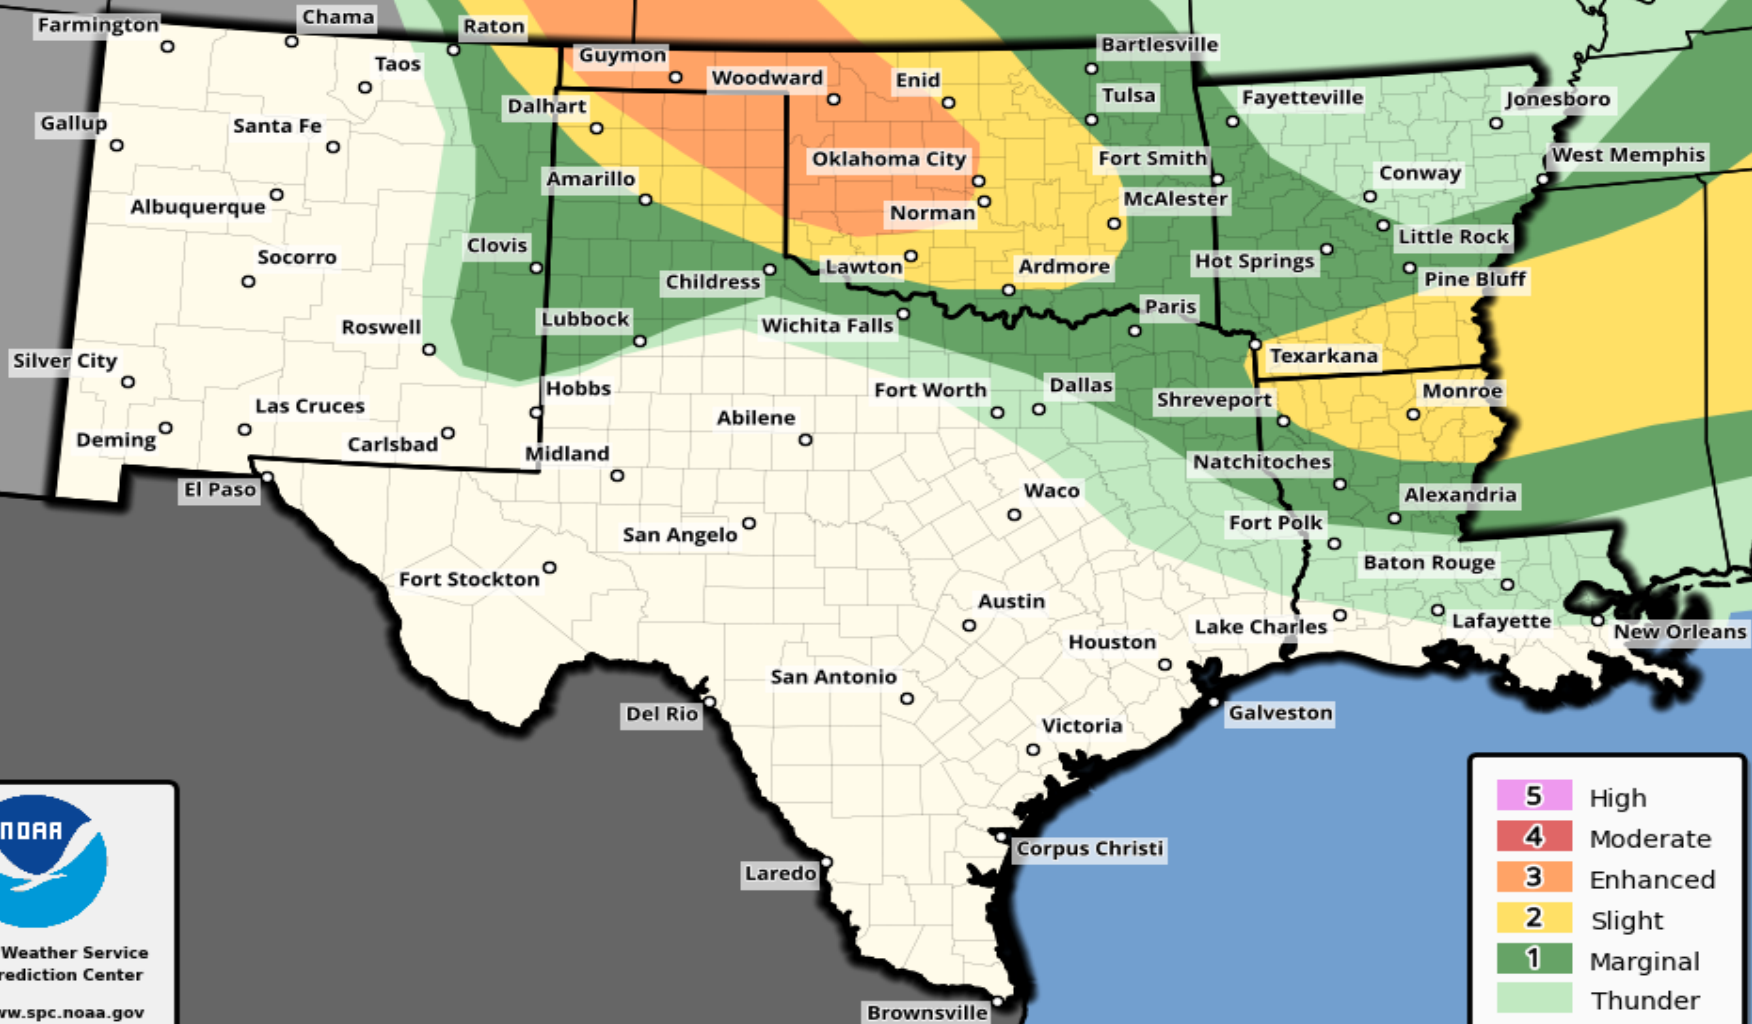 Farmington
Chama
Raton
Taos
Guymon
Woodward
Enid
Bartlesville
Tulsa
Fayetteville
Jonesboro
Dalhart
Gallup
Santa Fe
Oklahoma City
Fort Smith
West Memphis
Amarillo
Conway
McAlester
Albuquerque
Norman
Clovis
Socorro
Little Rock
Lawton
Ardmore
Hot Springs
Pine Bluff
Childress
Paris
Lubbock
Wichita Falls
Roswell
Texarkana
Silver City
Hobbs
Fort Worth
Dallas
Monroe
Shreveport
Las Cruces
Abilene
Deming
Carlsbad
Midland
Natchitoches
El Paso
Waco
Alexandria
San Angelo
Fort Polk
Baton Rouge
Fort Stockton
Austin
Lake Charles
Lafayette
New Orleans
Houston
San Antonio
Del Rio
Galveston
Victoria
Corpus Christi
Laredo
Brownsville
NOAA
Weather Service
rediction Center
w.spc.noaa.gov
5 High
4 Moderate
3 Enhanced
2 Slight
1 Marginal
Thunder